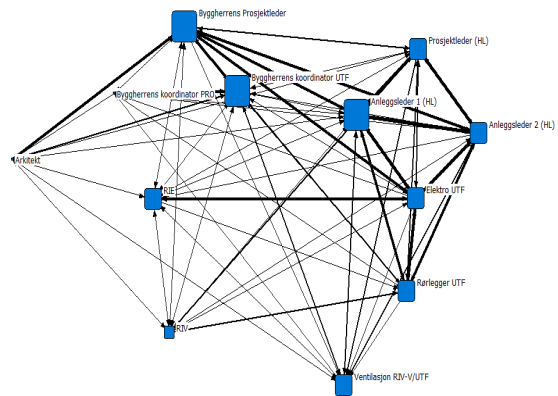 Byggherrens Prosjektleder
Prosjektleder (HL)
Byggherrens koordinator UTF
Byggherrens koordinator PRO
Anleggsleder 1 (HL)
Anleggsleder 2 (HL)
Arkitekt
RIE
Elektro UTF
Rørlegger UTF
RIV
Ventilasjon RIV-V/UTF